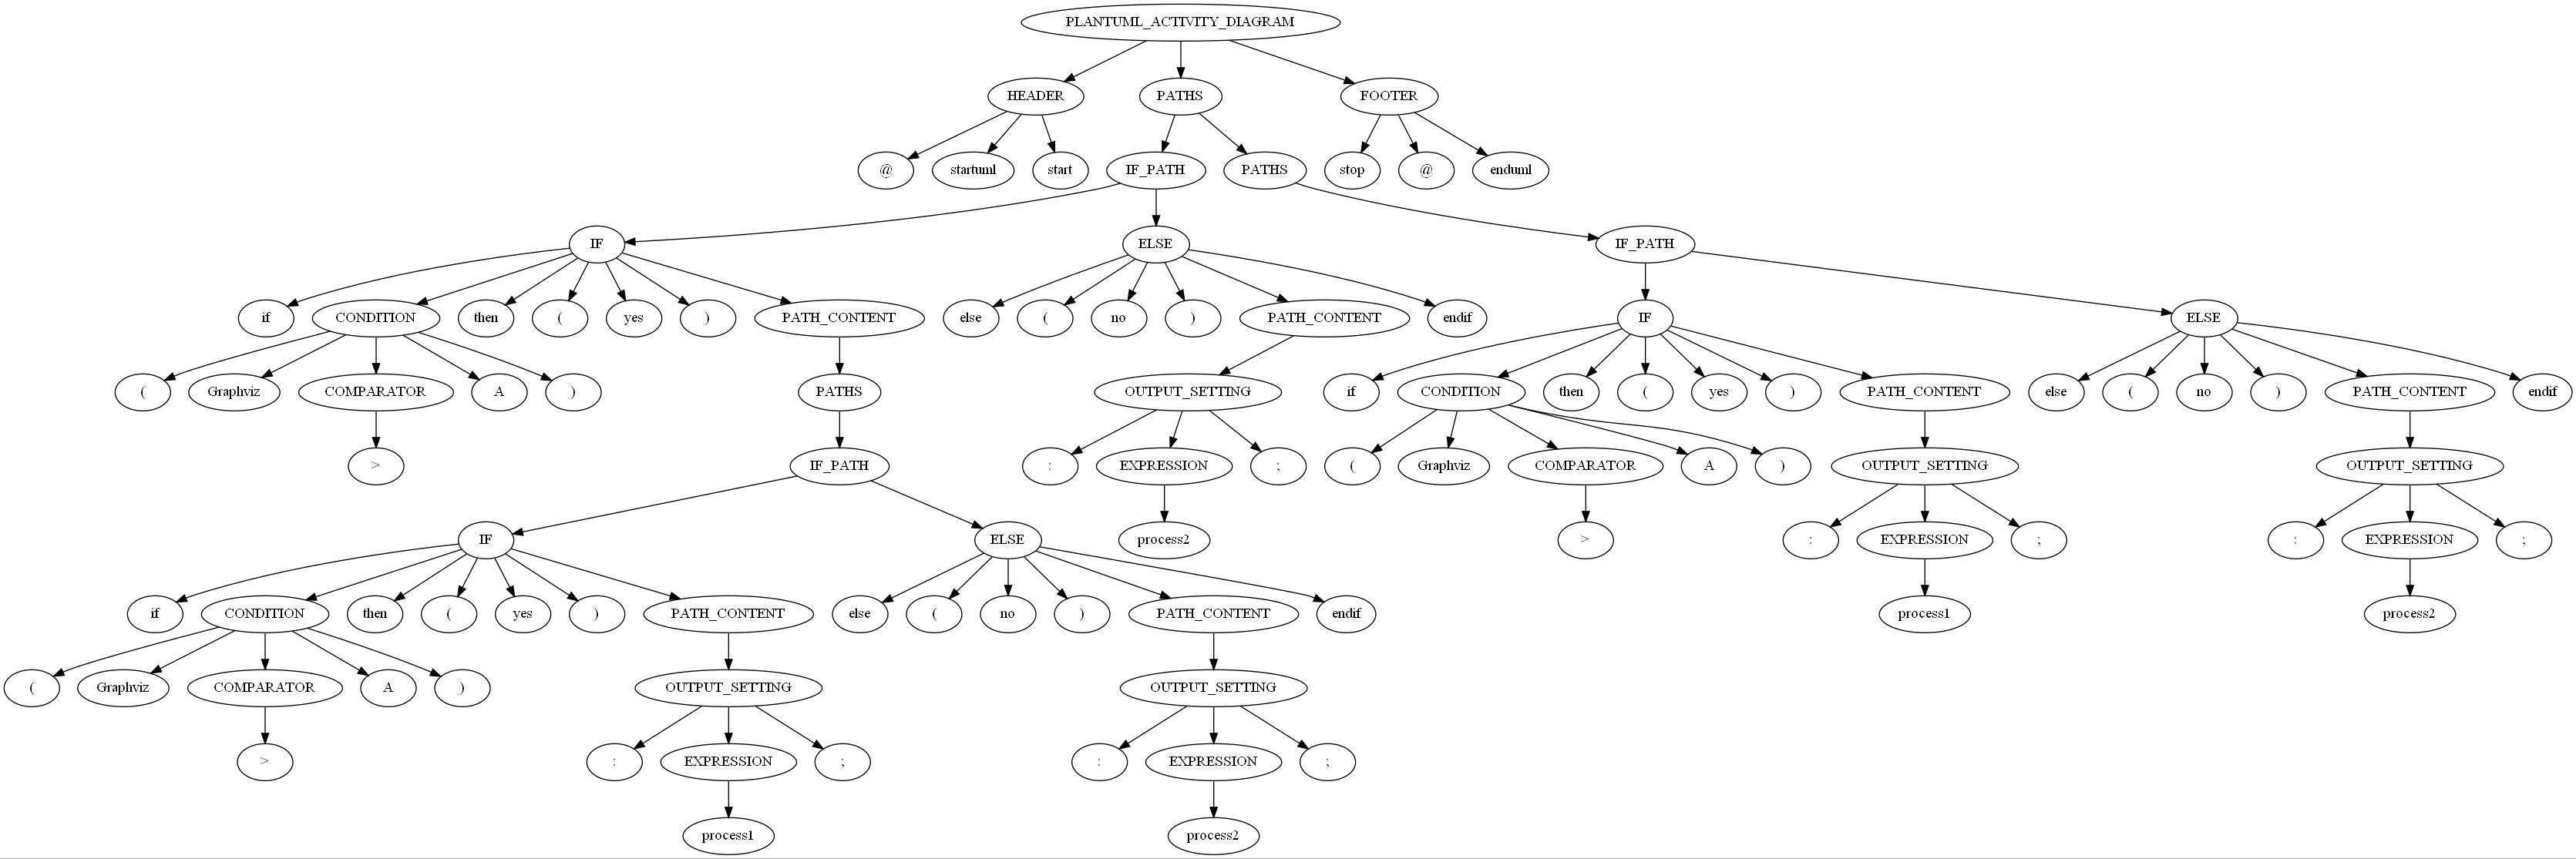 PLANTUML_ACTIVITY_DIAGRAM
HEADER PATHS FOOTER
@ startuml start IF_PATH PATHS stop @ enduml
IF ELSE IF_PATH
if CONDITION then ( yes ) PATH_CONTENT else ( no ) PATH_CONTENT endif IF ELSE
( Graphviz COMPARATOR A ) PATHS OUTPUT_SETTING if CONDITION then ( yes ) PATH_CONTENT else ( no ) PATH_CONTENT endif
> IF_PATH : EXPRESSION ; ( Graphviz COMPARATOR A ) OUTPUT_SETTING OUTPUT_SETTING
IF ELSE process2 > : EXPRESSION ; : EXPRESSION ;
if CONDITION then ( yes ) PATH_CONTENT else ( no ) PATH_CONTENT endif process1 process2
( Graphviz COMPARATOR A ) OUTPUT_SETTING OUTPUT_SETTING
> : EXPRESSION ; : EXPRESSION ;
process1 process2